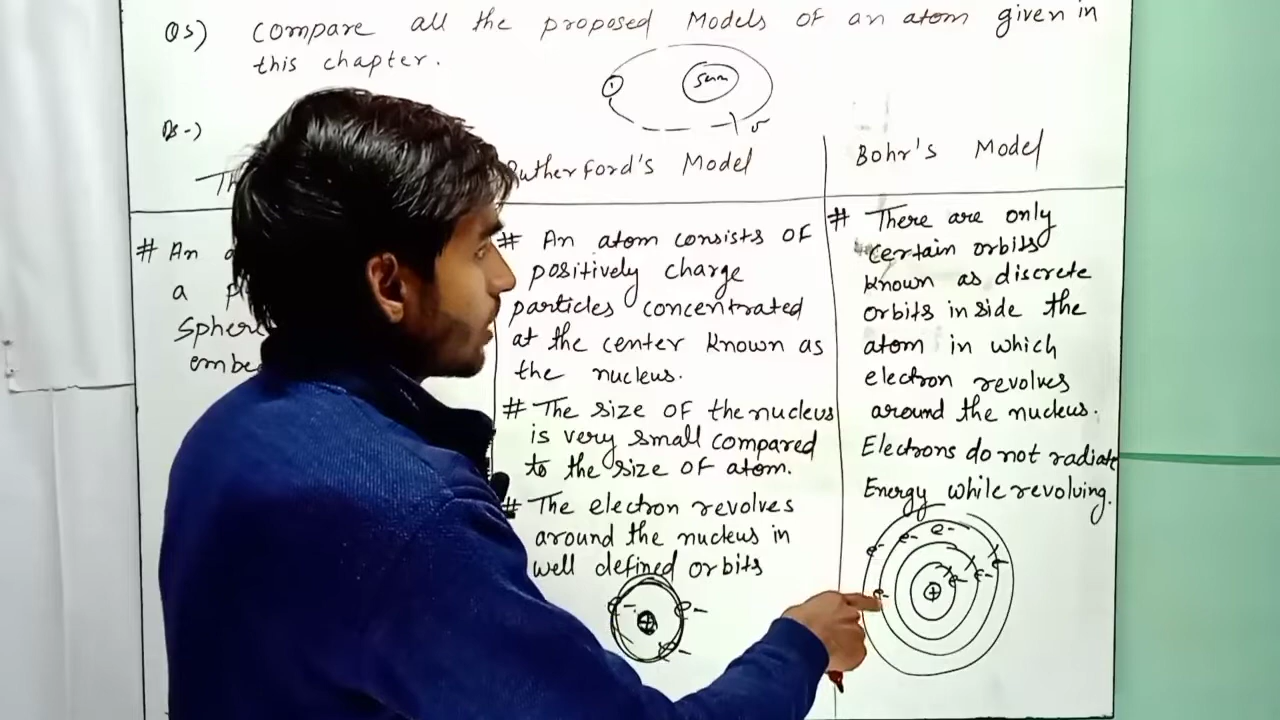 Q5) Compare all the proposed Models of an atom given in
this chapter.
Sun
Rutherford's Model
Bohr's Model
# An
a
Sphere
# An atom consists of
positively charge
particles concentrated
at the center known as
the nucleus.
# The size of the nucleus
is very small compared
to the size of atom.
# The electron revolves
around the nucleus in
well defined orbits
e- e- e-
+
# There are only
certain orbits
known as discrete
orbits inside the
atom in which
electron revolves
around the nucleus.
Electrons do not radiate
Energy while revolving.
e- e- e- e-
e- e-
e-
+